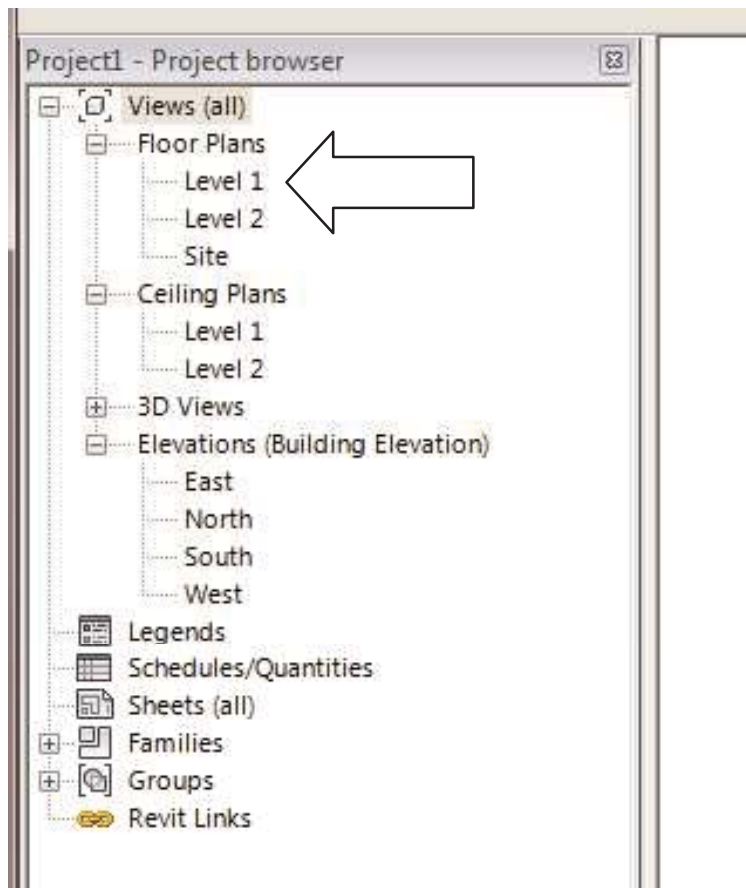 Project1 - Project browser
Views (all)
Floor Plans
Level 1
Level 2
Site
Ceiling Plans
Level 1
Level 2
3D Views
Elevations (Building Elevation)
East
North
South
West
Legends
Schedules/Quantities
Sheets (all)
Families
Groups
Revit Links